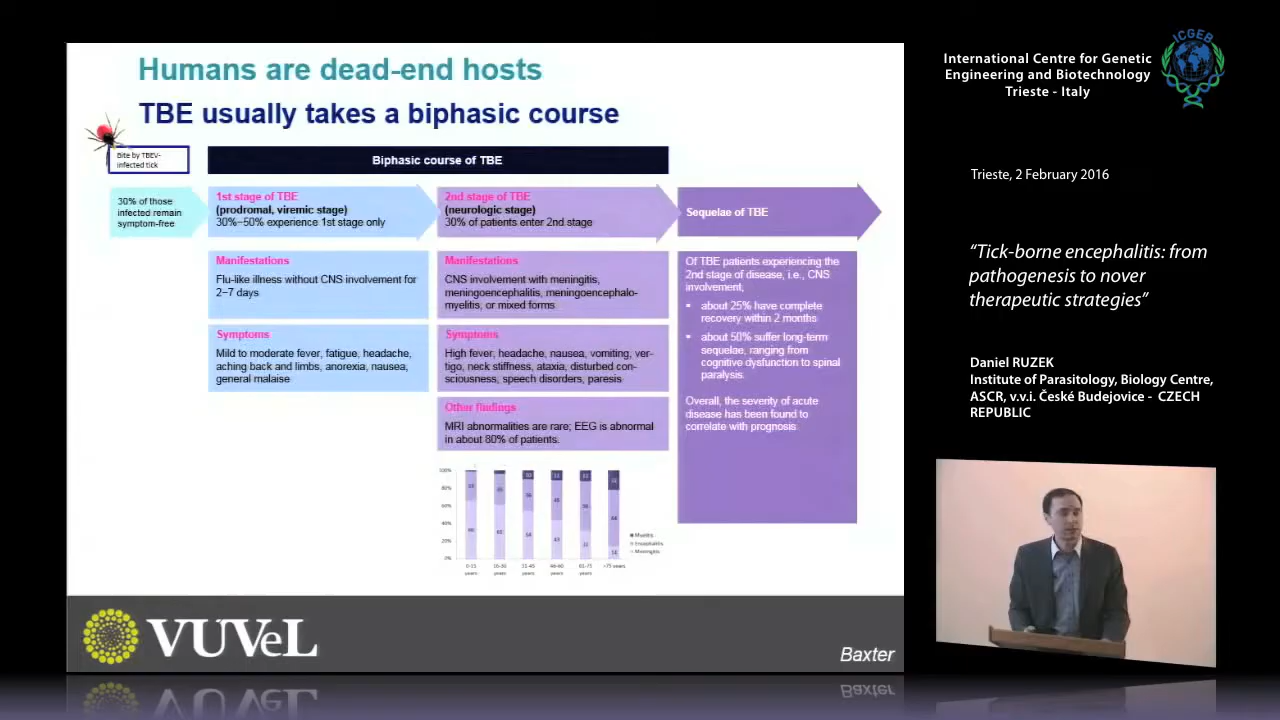 Humans are dead-end hosts
TBE usually takes a biphasic course
Bite by TBEV-
infected tick
Biphasic course of TBE
30% of those
infected remain
symptom-free
1st stage of TBE
(prodromal, viremic stage)
30%–50% experience 1st stage only
2nd stage of TBE
(neurologic stage)
30% of patients enter 2nd stage
Sequelae of TBE
Manifestations
Flu-like illness without CNS involvement for
2–7 days
Symptoms
Mild to moderate fever, fatigue, headache,
aching back and limbs, anorexia, nausea,
general malaise
Manifestations
CNS involvement with meningitis,
meningoencephalitis, meningoencephalo-
myelitis, or mixed forms
Symptoms
High fever, headache, nausea, vomiting, ver-
tigo, neck stiffness, ataxia, disturbed con-
sciousness, speech disorders, paresis
Other findings
MRI abnormalities are rare; EEG is abnormal
in about 80% of patients.
Of TBE patients experiencing the
2nd stage of disease, i.e., CNS
involvement,
▪ about 25% have complete
recovery within 2 months
▪ about 50% suffer long-term
sequelae, ranging from
cognitive dysfunction to spinal
paralysis.
Overall, the severity of acute
disease has been found to
correlate with prognosis
100%
80%
60%
40%
20%
0%
0-15
years
16-30
years
31-45
years
46-60
years
61-75
years
>75 years
Myelitis
Encephalitis
Meningitis
VUVeL
Baxter
International Centre for Genetic
Engineering and Biotechnology
Trieste - Italy
ICGEB
Trieste, 2 February 2016
“Tick-borne encephalitis: from
pathogenesis to nover
therapeutic strategies”
Daniel RUZEK
Institute of Parasitology, Biology Centre,
ASCR, v.v.i. České Budejovice - CZECH
REPUBLIC